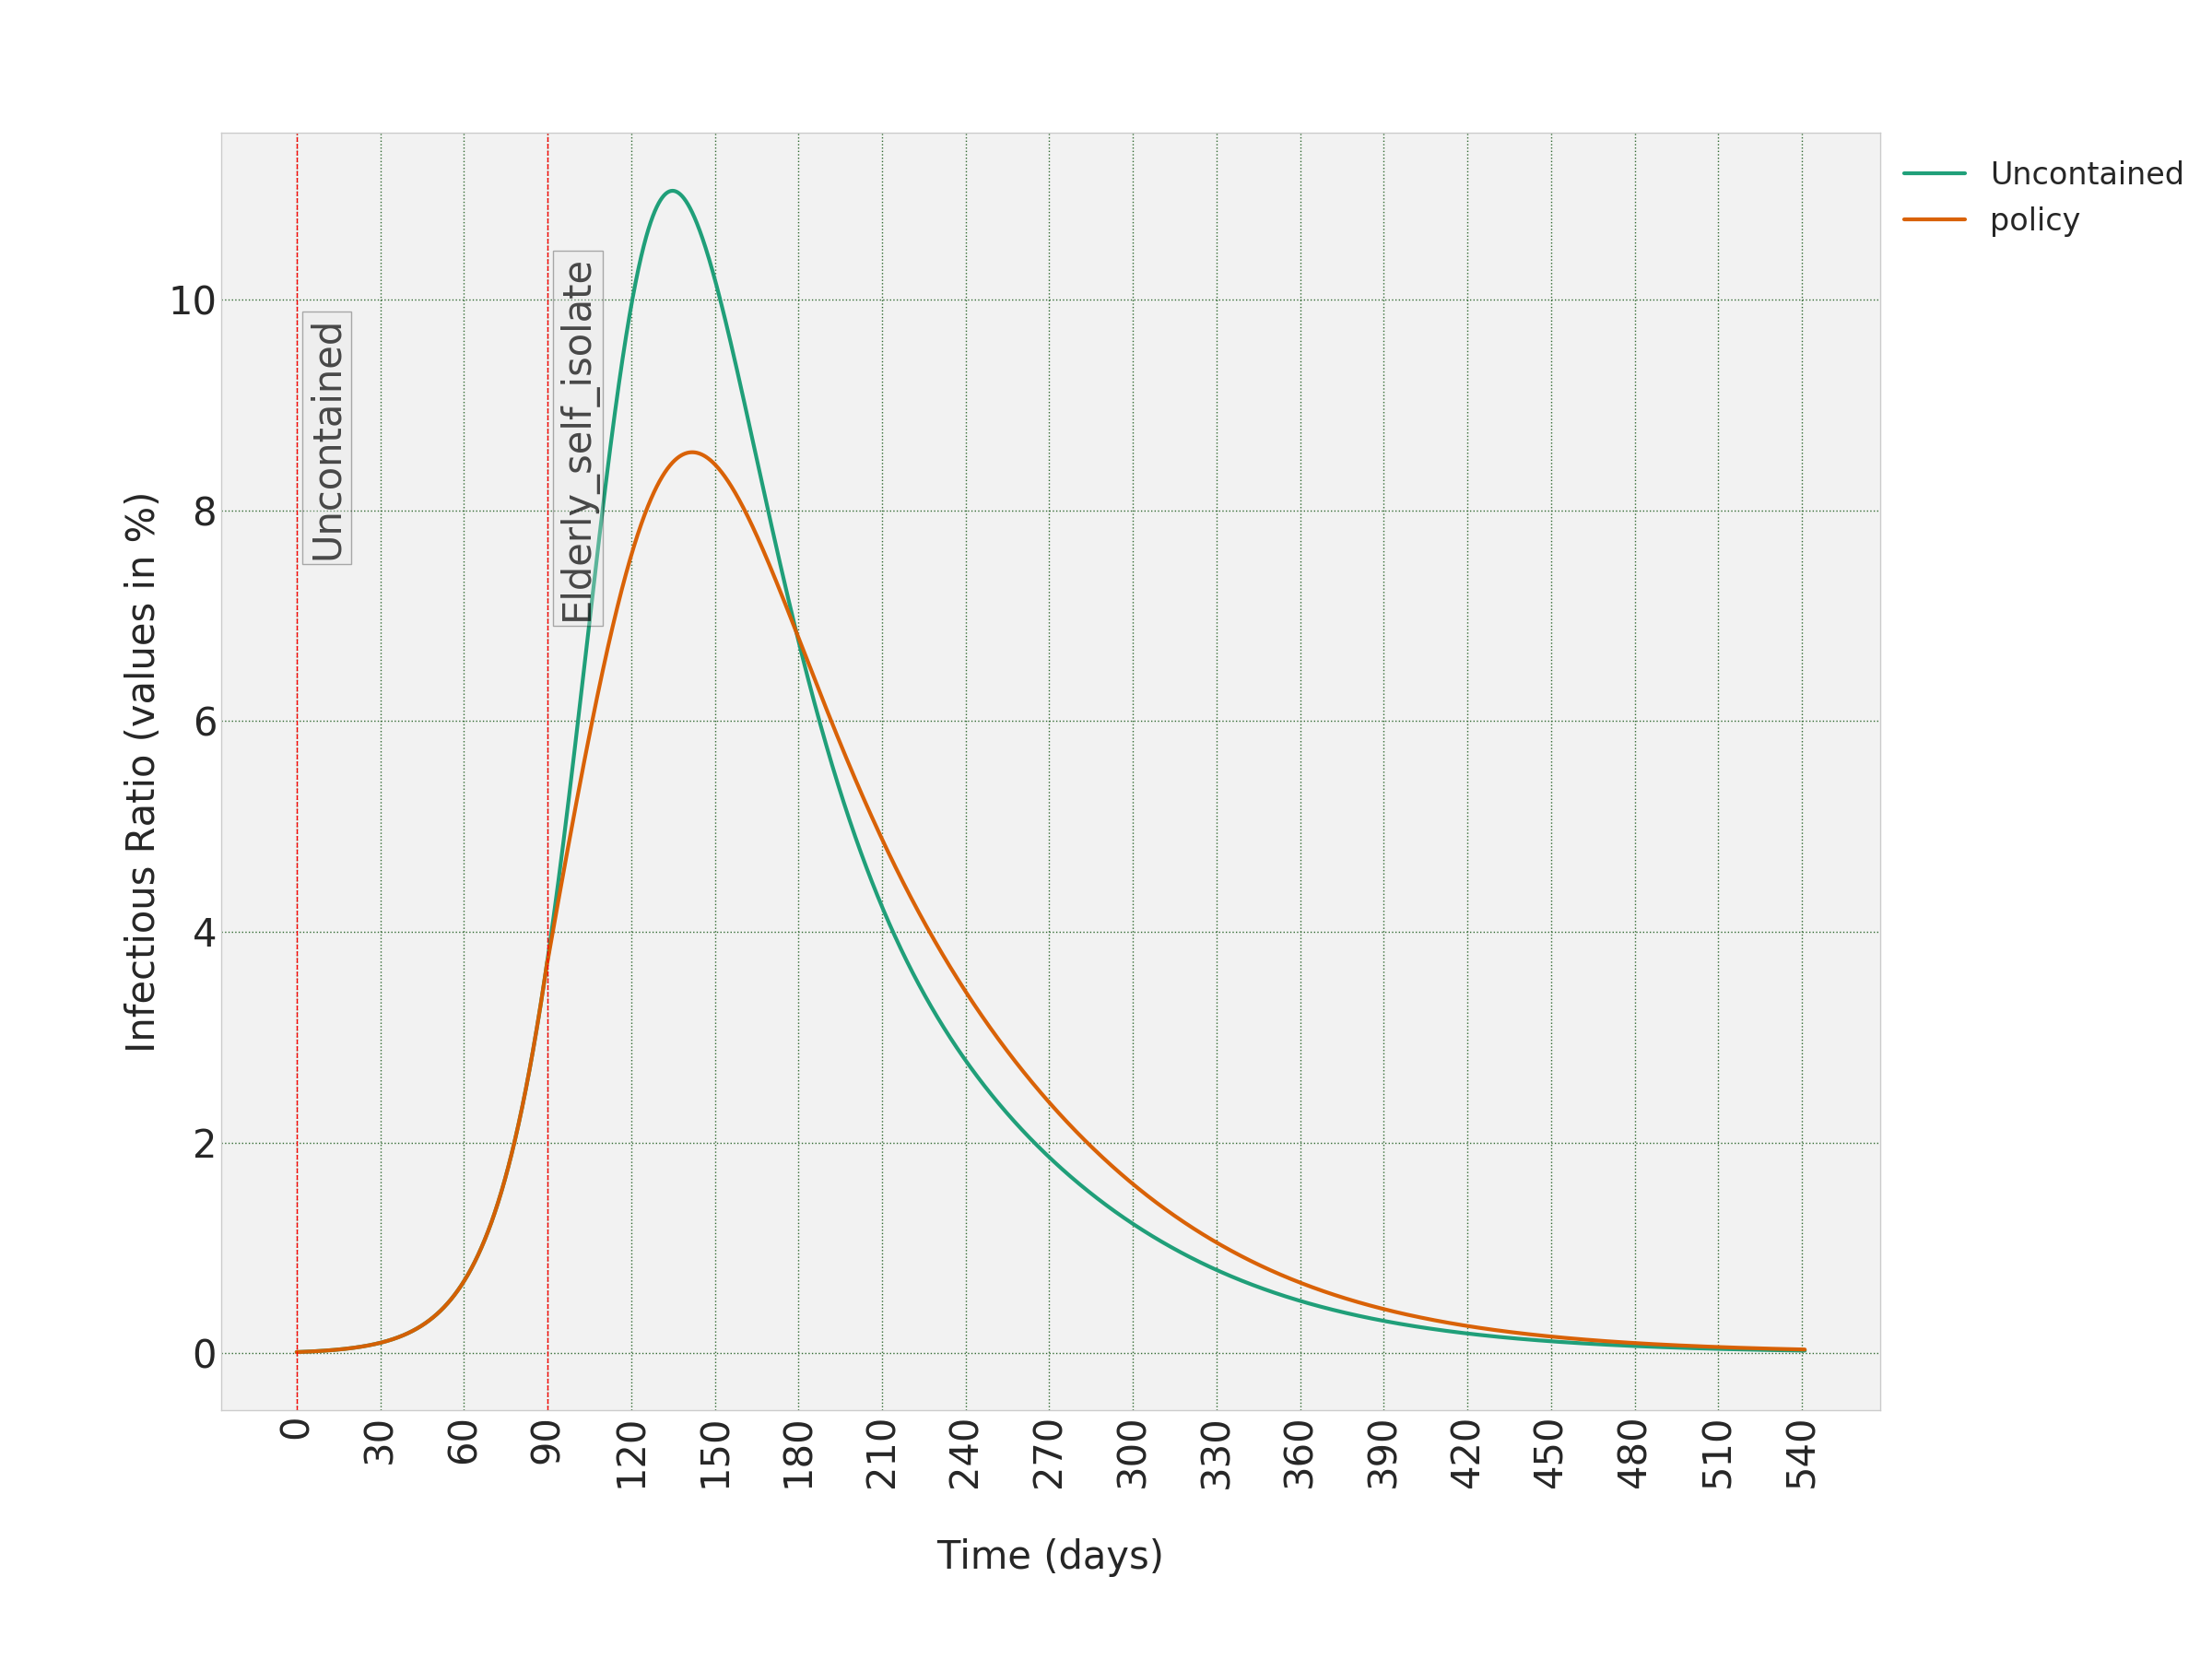 Uncontained
policy
Uncontained
Elderly_self_isolate
Infectious Ratio (values in %)
10
8
6
4
2
0
0 30 60 90 120 150 180 210 240 270 300 330 360 390 420 450 480 510 540
Time (days)